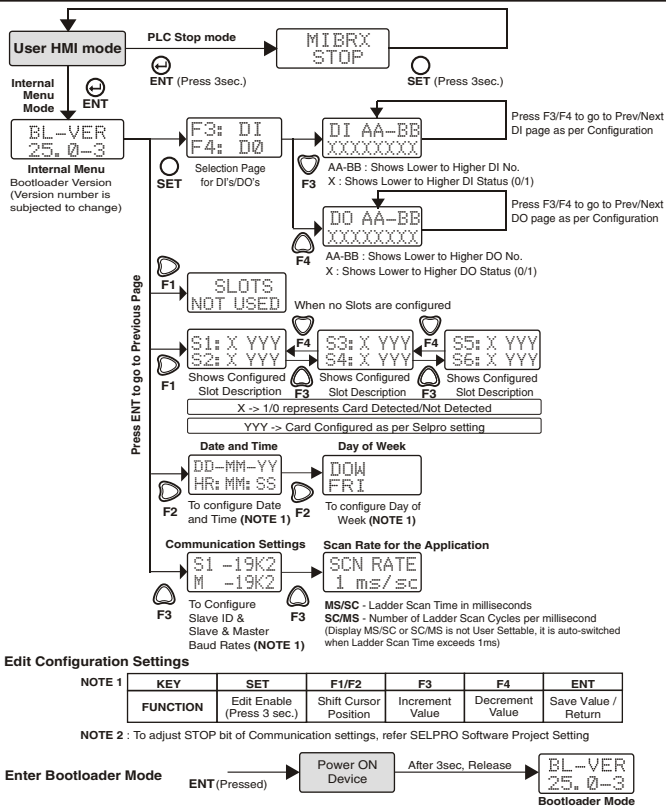 User HMI mode
PLC Stop mode
ENT (Press 3sec.)
MIBRX
STOP
SET (Press 3sec.)
Internal
Menu
Mode
ENT
BL-VER
25.0-3
Internal Menu
Bootloader Version
(Version number is
subjected to change)
SET
F3: DI
F4: DØ
Selection Page
for DI's/DO's
F3
DI AA-BB
XXXXXXXX
Press F3/F4 to go to Prev/Next
DI page as per Configuration
AA-BB : Shows Lower to Higher DI No.
X : Shows Lower to Higher DI Status (0/1)
F4
DO AA-BB
XXXXXXXX
Press F3/F4 to go to Prev/Next
DO page as per Configuration
AA-BB : Shows Lower to Higher DO No.
X : Shows Lower to Higher DO Status (0/1)
Press ENT to go to Previous Page
F1
SLOTS
NOT USED
When no Slots are configured
F1
S1: X YYY
S2: X YYY
Shows Configured
Slot Description
F4
F3
S3: X YYY
S4: X YYY
Shows Configured
Slot Description
F4
F3
S5: X YYY
S6: X YYY
Shows Configured
Slot Description
X -> 1/0 represents Card Detected/Not Detected
YYY -> Card Configured as per Selpro setting
F2
Date and Time
DD-MM-YY
HR:MM:SS
To configure Date
and Time (NOTE 1)
F2
Day of Week
DOW
FRI
To configure Day of
Week (NOTE 1)
F3
Communication Settings
S1 -19K2
M -19K2
To Configure
Slave ID &
Slave & Master
Baud Rates (NOTE 1)
F3
Scan Rate for the Application
SCN RATE
1 ms/sc
MS/SC - Ladder Scan Time in milliseconds
SC/MS - Number of Ladder Scan Cycles per millisecond
(Display MS/SC or SC/MS is not User Settable, it is auto-switched
when Ladder Scan Time exceeds 1ms)
Edit Configuration Settings
NOTE 1
KEY SET F1/F2 F3 F4 ENT
FUNCTION Edit Enable (Press 3 sec.) Shift Cursor Position Increment Value Decrement Value Save Value / Return
NOTE 2 : To adjust STOP bit of Communication settings, refer SELPRO Software Project Setting
Enter Bootloader Mode
ENT(Pressed)
Power ON
Device
After 3sec, Release
BL-VER
25.0-3
Bootloader Mode